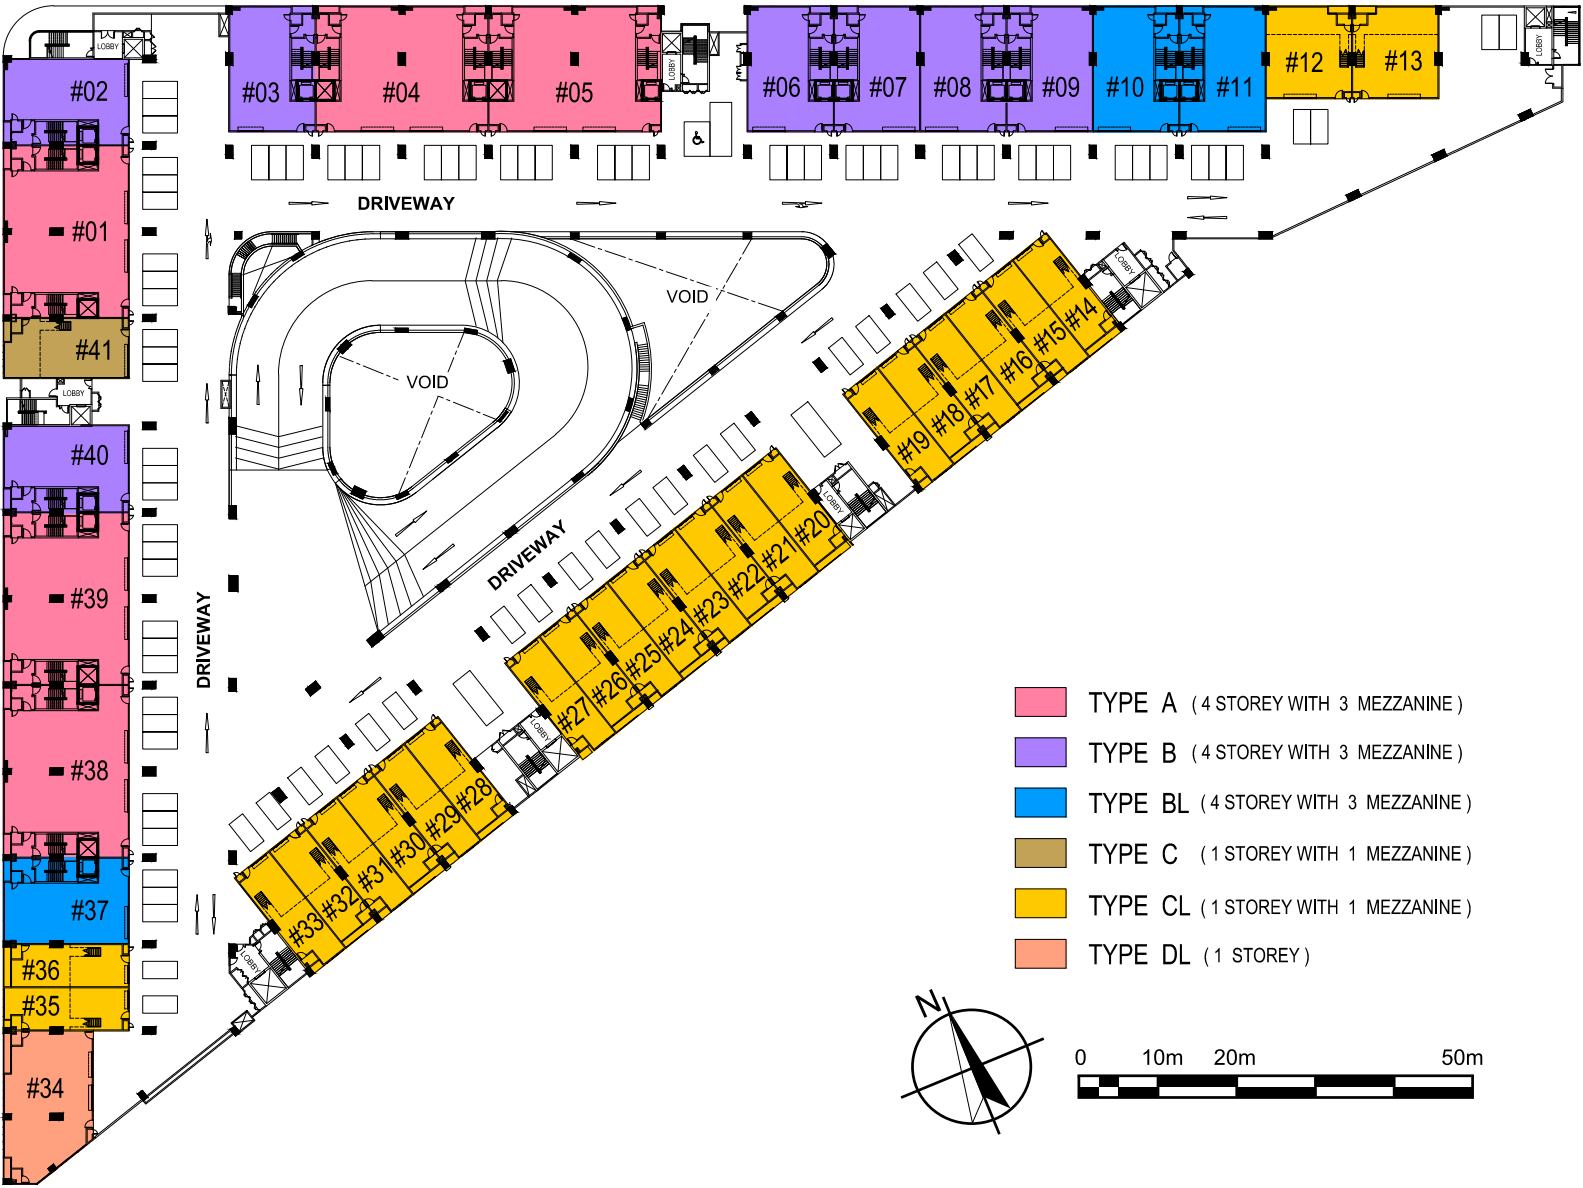 LOBBY
#02
#03
#04
#05
LOBBY
#06
#07
#08
#09
#10
#11
#12
#13
LOBBY
#01
DRIVEWAY
#41
LOBBY
VOID
VOID
LOBBY
#14
#15
#16
#17
#18
#19
#40
#39
#38
#37
#36
#35
#34
DRIVEWAY
DRIVEWAY
LOBBY
#20
#21
#22
#23
#24
#25
#26
#27
LOBBY
#28
#29
#30
#31
#32
#33
LOBBY
TYPE A ( 4 STOREY WITH 3 MEZZANINE )
TYPE B ( 4 STOREY WITH 3 MEZZANINE )
TYPE BL ( 4 STOREY WITH 3 MEZZANINE )
TYPE C ( 1 STOREY WITH 1 MEZZANINE )
TYPE CL ( 1 STOREY WITH 1 MEZZANINE )
TYPE DL ( 1 STOREY )
N
0 10m 20m 50m